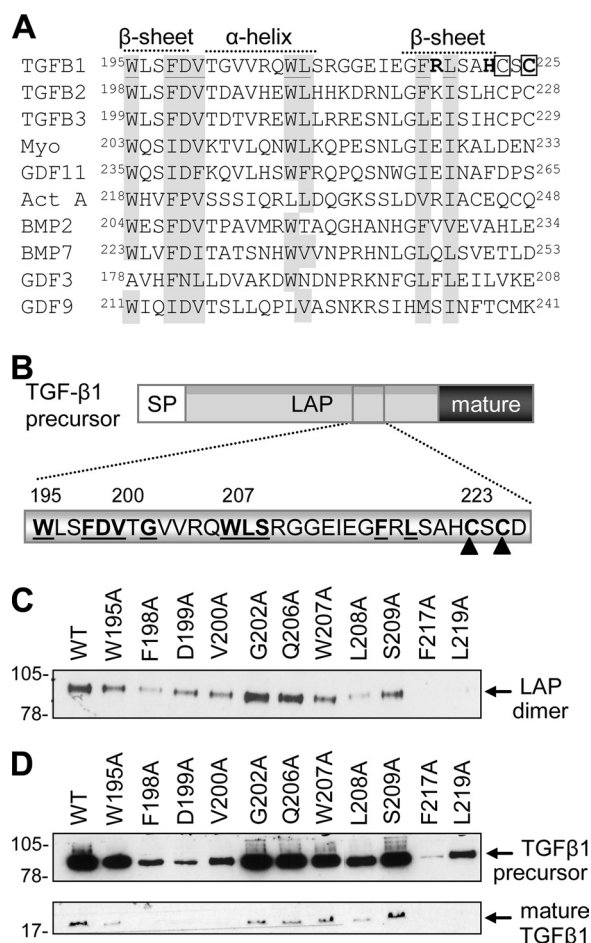 A
β-sheet α-helix β-sheet
TGFB1 195WLSFDVTGVVRQWLSRGGEIEGFRLSAHCSC225
TGFB2 198WLSFDVTDAVHEWLHHKDRNLGFKISLHCPC228
TGFB3 199WLSFDVTDTVREWLLRRESNLGLEISIHCPC229
Myo 203WQSIDVKTVLQNWLKQPESNLGIEIKALDEN233
GDF11 235WQSIDFKQVLHSWFRQPQSNWGIEINAFDPS265
Act A 218WHVFPVSSSIQRLLDQGKSSLDVRIACEQCQ248
BMP2 204WESFDVTPAVMRWTAQGHANHGFVVEVAHLE234
BMP7 223WLVFDITATSNHWVVNPRHNLGLQLSVETLD253
GDF3 178AVHFNLLDVAKDWNDNPRKNFGLFLEILVKE208
GDF9 211WIQIDVTSLLQPLVASNKRSIHMSINFTCMK241
B
TGF-β1 precursor
SP LAP mature
195 200 207 223
WLSFDVTGVVRQWLSRGGEIEGFRLSAHCSCD
C
WT W195A F198A D199A V200A G202A Q206A W207A L208A S209A F217A L219A
105-
78-
LAP dimer
D
WT W195A F198A D199A V200A G202A Q206A W207A L208A S209A F217A L219A
105-
78-
TGFβ1 precursor
17-
mature TGFβ1